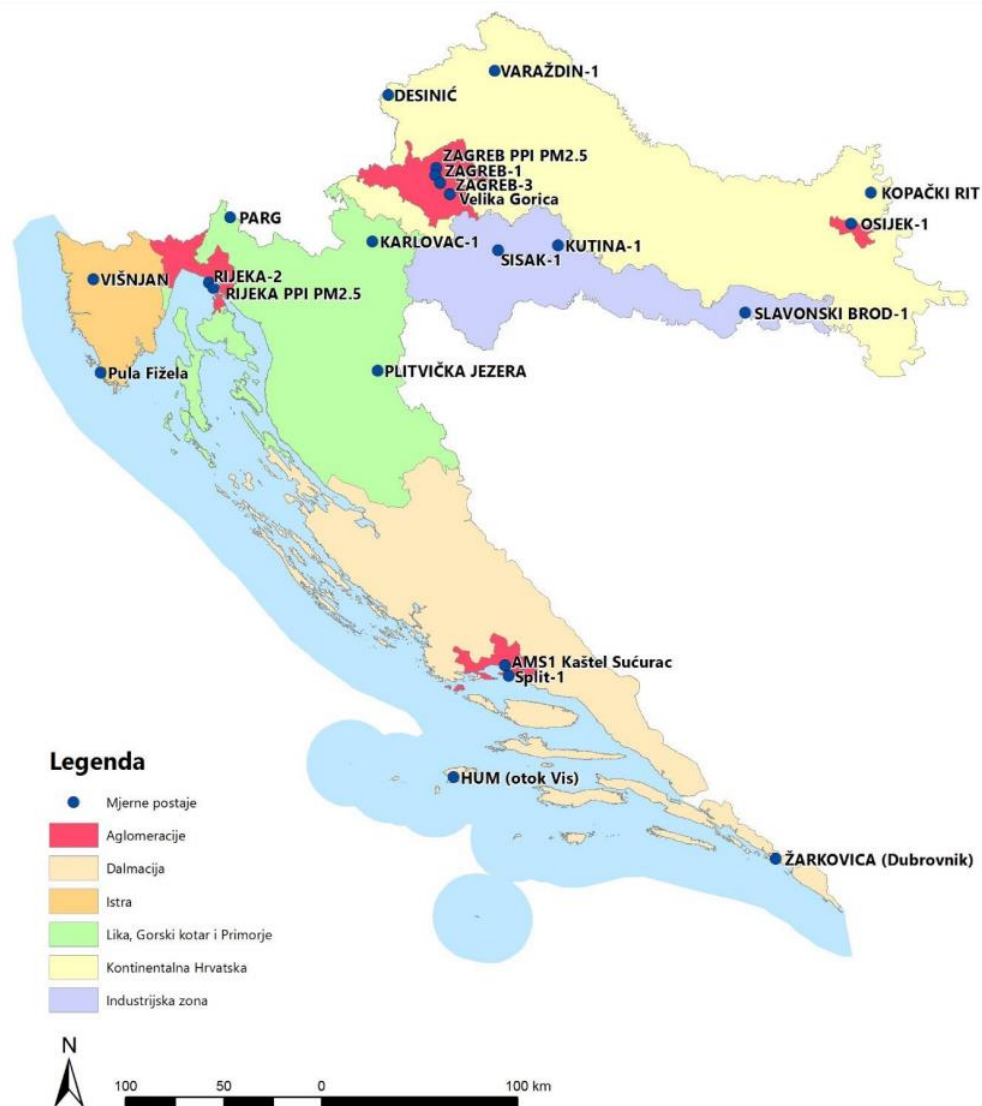 VARAŽDIN-1
DESINIĆ
ZAGREB PPI PM2.5
ZAGREB-1
ZAGREB-3
Velika Gorica
KOPAČKI RIT
OSIJEK-1
PARG
KARLOVAC-1
KUTINA-1
SISAK-1
VIŠNJAN
RIJEKA-2
RIJEKA PPI PM2.5
SLAVONSKI BROD-1
Pula Fižela
PLITVIČKA JEZERA
AMS1 Kaštel Sućurac
Split-1
HUM (otok Vis)
ŽARKOVICA (Dubrovnik)
Legenda
Mjerne postaje
Aglomeracije
Dalmacija
Istra
Lika, Gorski kotar i Primorje
Kontinentalna Hrvatska
Industrijska zona
N
100 50 0 100 km